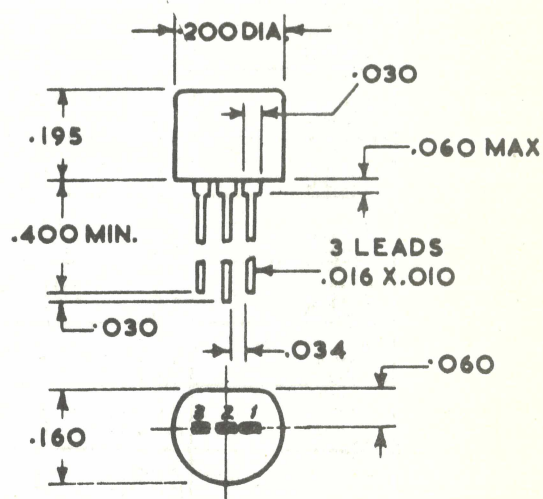 .200 DIA.
.030
.195
.060 MAX
.400 MIN.
3 LEADS
.016 X.010
.030
.034
.060
3 2 1
.160